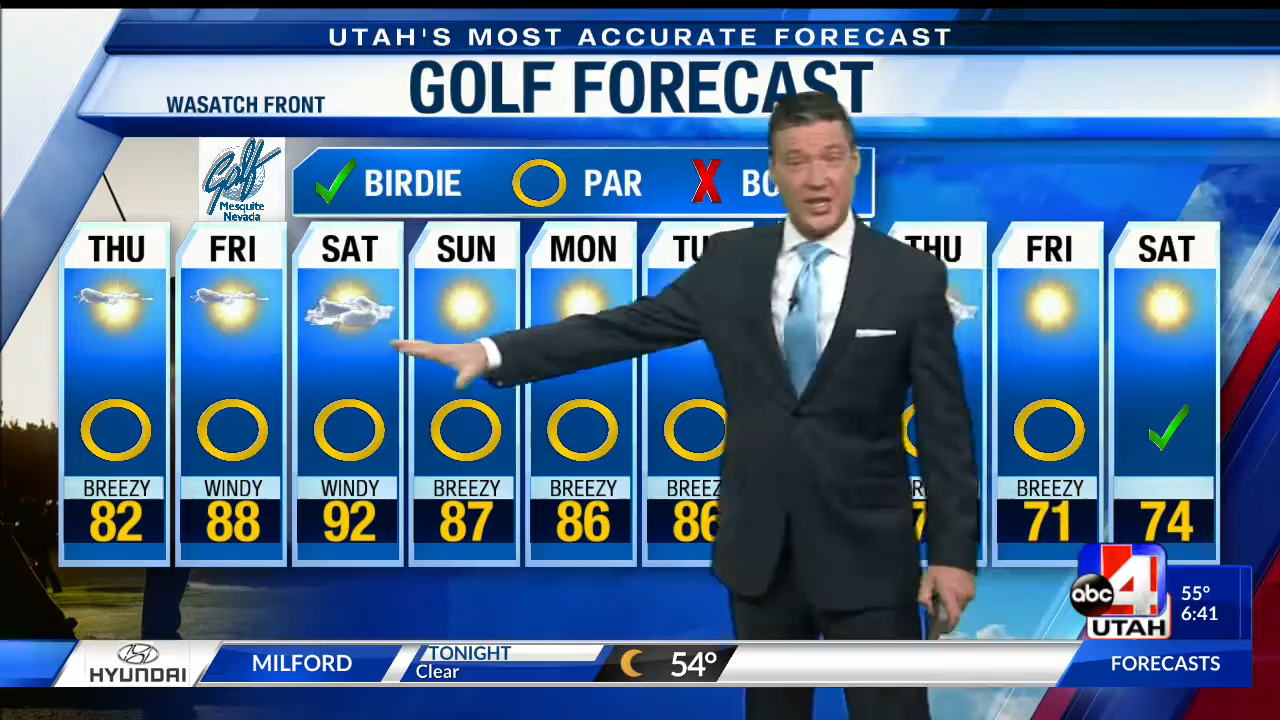 UTAH'S MOST ACCURATE FORECAST
GOLF FORECAST
WASATCH FRONT
Golf
Mesquite
Nevada
BIRDIE PAR
THU FRI SAT SUN MON THU FRI SAT
BREEZY WINDY WINDY BREEZY BREEZY BREEZY
82 88 92 87 86 86 71 74
abc 4
UTAH
55°
6:41
HYUNDAI
MILFORD
TONIGHT
Clear
54°
FORECASTS